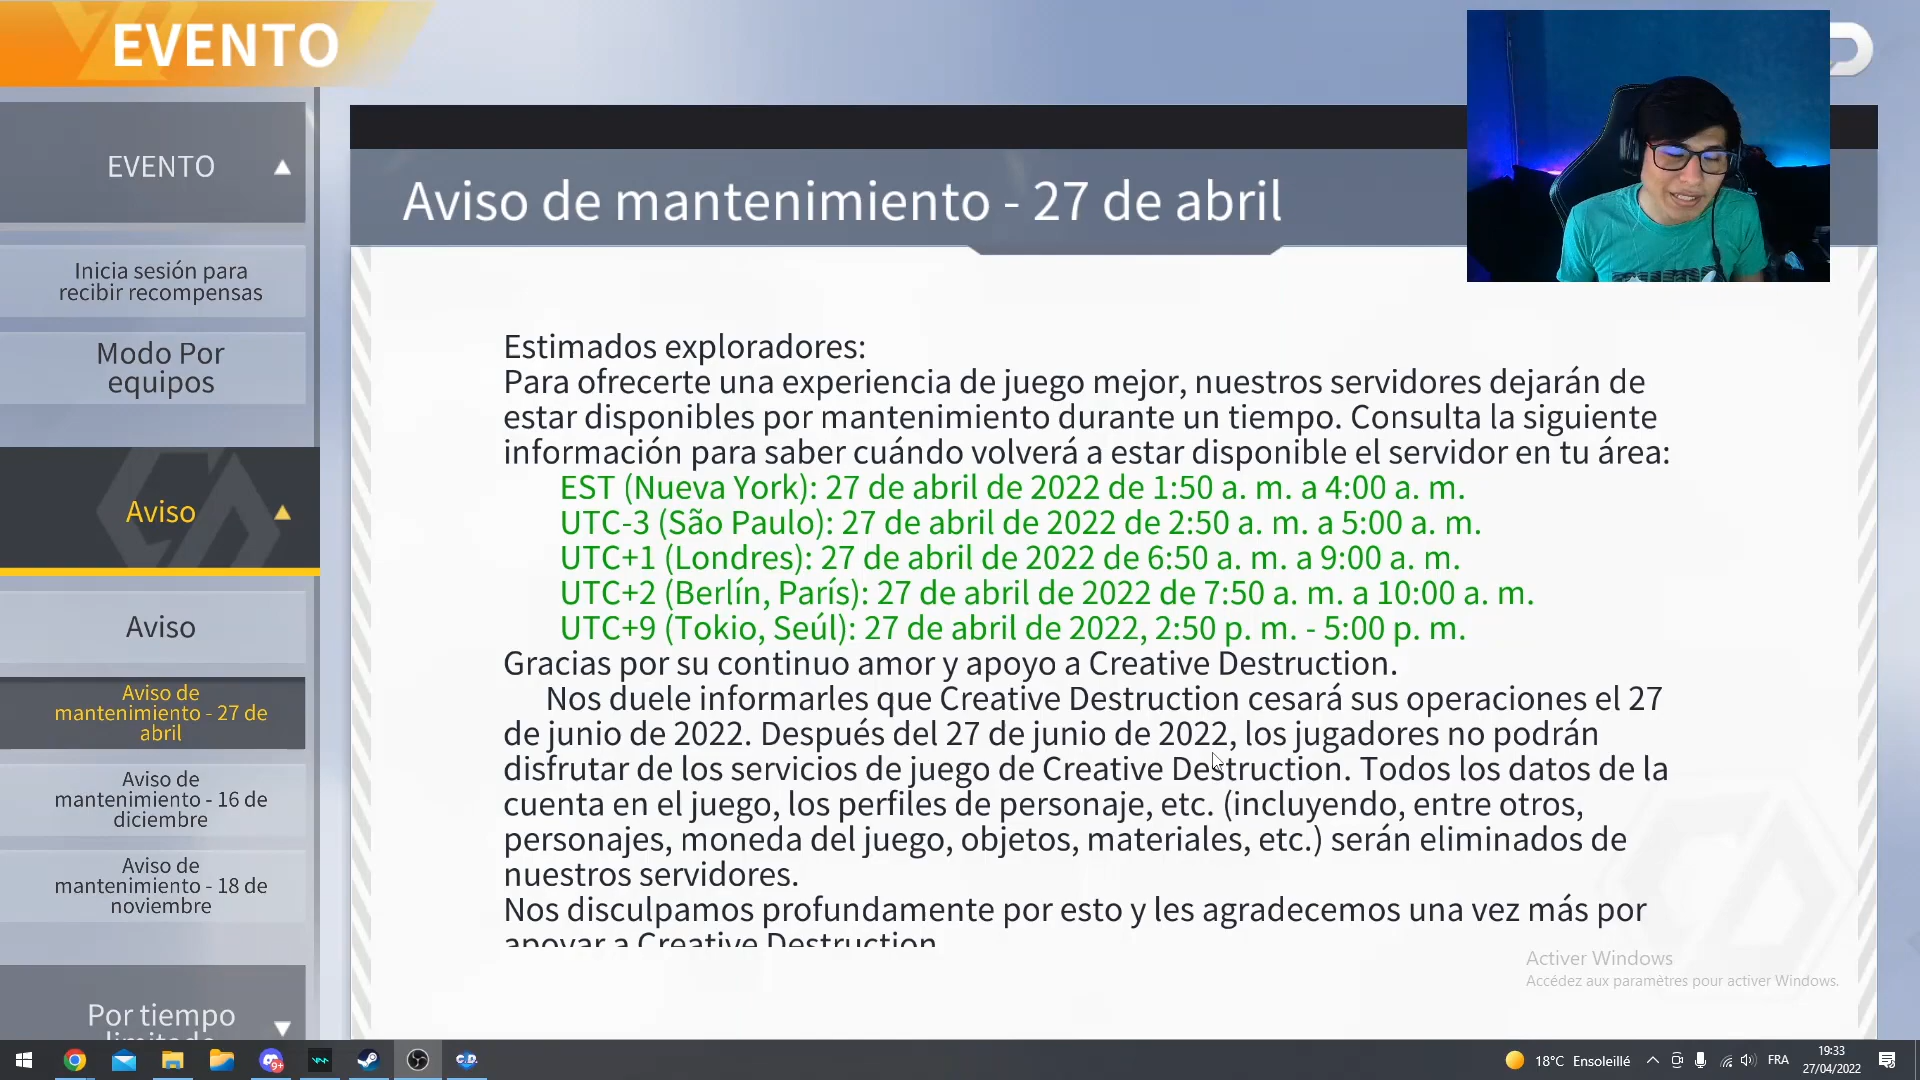 EVENTO
EVENTO
Inicia sesión para
recibir recompensas
Modo Por
equipos
Aviso
Aviso
Aviso de
mantenimiento - 27 de
abril
Aviso de
mantenimiento - 16 de
diciembre
Aviso de
mantenimiento - 18 de
noviembre
Por tiempo
limitado
Aviso de mantenimiento - 27 de abril
Estimados exploradores:
Para ofrecerte una experiencia de juego mejor, nuestros servidores dejarán de
estar disponibles por mantenimiento durante un tiempo. Consulta la siguiente
información para saber cuándo volverá a estar disponible el servidor en tu área:
EST (Nueva York): 27 de abril de 2022 de 1:50 a. m. a 4:00 a. m.
UTC-3 (São Paulo): 27 de abril de 2022 de 2:50 a. m. a 5:00 a. m.
UTC+1 (Londres): 27 de abril de 2022 de 6:50 a. m. a 9:00 a. m.
UTC+2 (Berlín, París): 27 de abril de 2022 de 7:50 a. m. a 10:00 a. m.
UTC+9 (Tokio, Seúl): 27 de abril de 2022, 2:50 p. m. - 5:00 p. m.
Gracias por su continuo amor y apoyo a Creative Destruction.
Nos duele informarles que Creative Destruction cesará sus operaciones el 27
de junio de 2022. Después del 27 de junio de 2022, los jugadores no podrán
disfrutar de los servicios de juego de Creative Destruction. Todos los datos de la
cuenta en el juego, los perfiles de personaje, etc. (incluyendo, entre otros,
personajes, moneda del juego, objetos, materiales, etc.) serán eliminados de
nuestros servidores.
Nos disculpamos profundamente por esto y les agradecemos una vez más por
apoyar a Creative Destruction.
Activer Windows
Accédez aux paramètres pour activer Windows.
9+
18°C Ensoleillé
FRA
19:33
27/04/2022